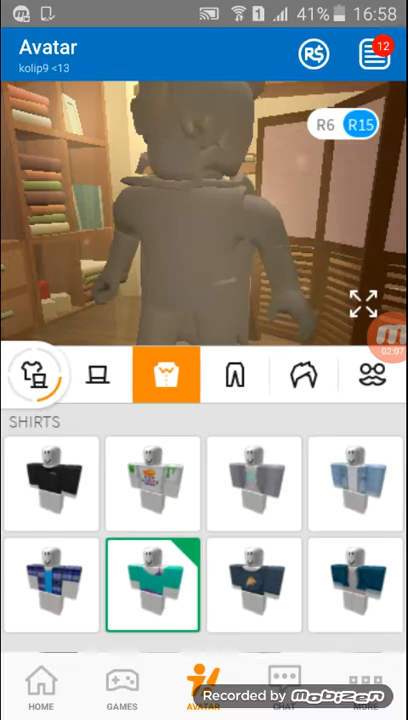 41% 16:58
Avatar
kolip9 <13
R$
12
R6 R15
02:07
SHIRTS
HOME
GAMES
AVATAR
CHAT
MORE
Recorded by mobizen